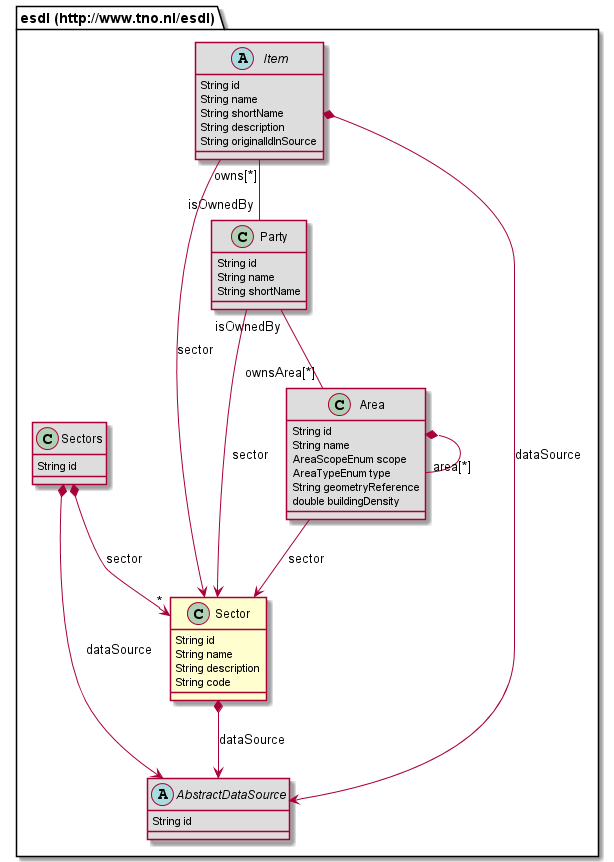 esdl (http://www.tno.nl/esdl)
A Item
String id
String name
String shortName
String description
String originalIdInSource
owns[*]
isOwnedBy
C Party
String id
String name
String shortName
isOwnedBy
sector
ownsArea[*]
C Area
String id
String name
AreaScopeEnum scope
AreaTypeEnum type
String geometryReference
double buildingDensity
area[*]
dataSource
sector
C Sectors
String id
sector
sector
*
C Sector
String id
String name
String description
String code
dataSource
dataSource
A AbstractDataSource
String id